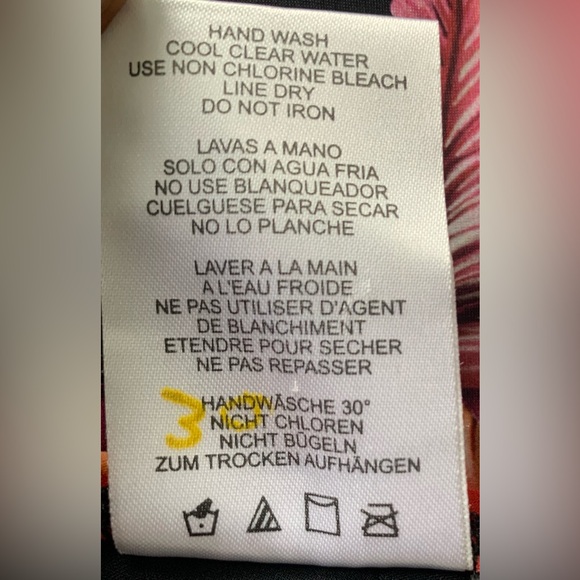 HAND WASH
COOL CLEAR WATER
USE NON CHLORINE BLEACH
LINE DRY
DO NOT IRON
LAVAS A MANO
SOLO CON AGUA FRIA
NO USE BLANQUEADOR
CUELGUESE PARA SECAR
NO LO PLANCHE
LAVER A LA MAIN
A L'EAU FROIDE
NE PAS UTILISER D'AGENT
DE BLANCHIMENT
ETENDRE POUR SECHER
NE PAS REPASSER
3 HANDWÄSCHE 30°
NICHT CHLOREN
NICHT BÜGELN
ZUM TROCKEN AUFHÄNGEN